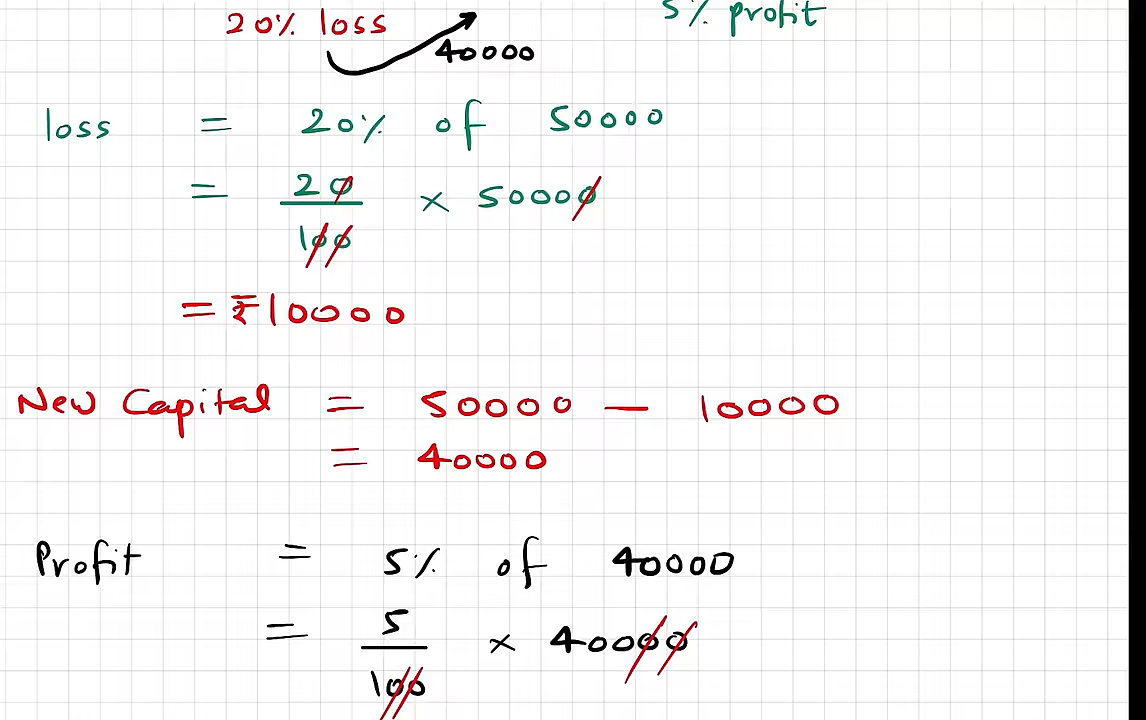 20% loss 5% profit
40000
loss = 20% of 50000
= 20/100 × 50000
= ₹10000
New Capital = 50000 − 10000
= 40000
Profit = 5% of 40000
= 5/100 × 40000